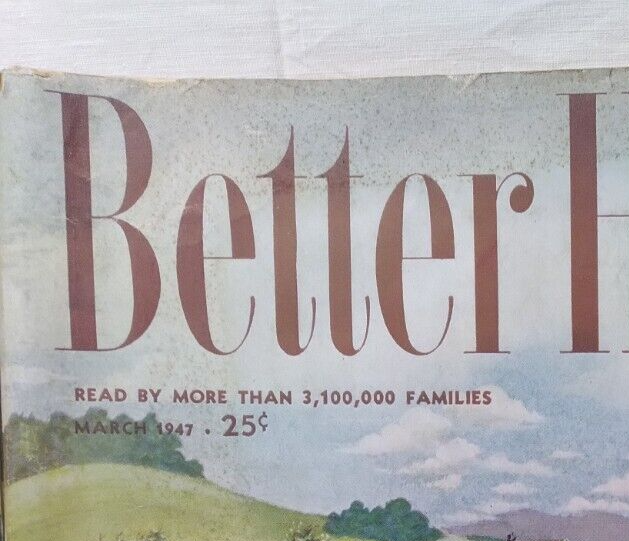 Better H
READ BY MORE THAN 3,100,000 FAMILIES
MARCH 1947 • 25¢